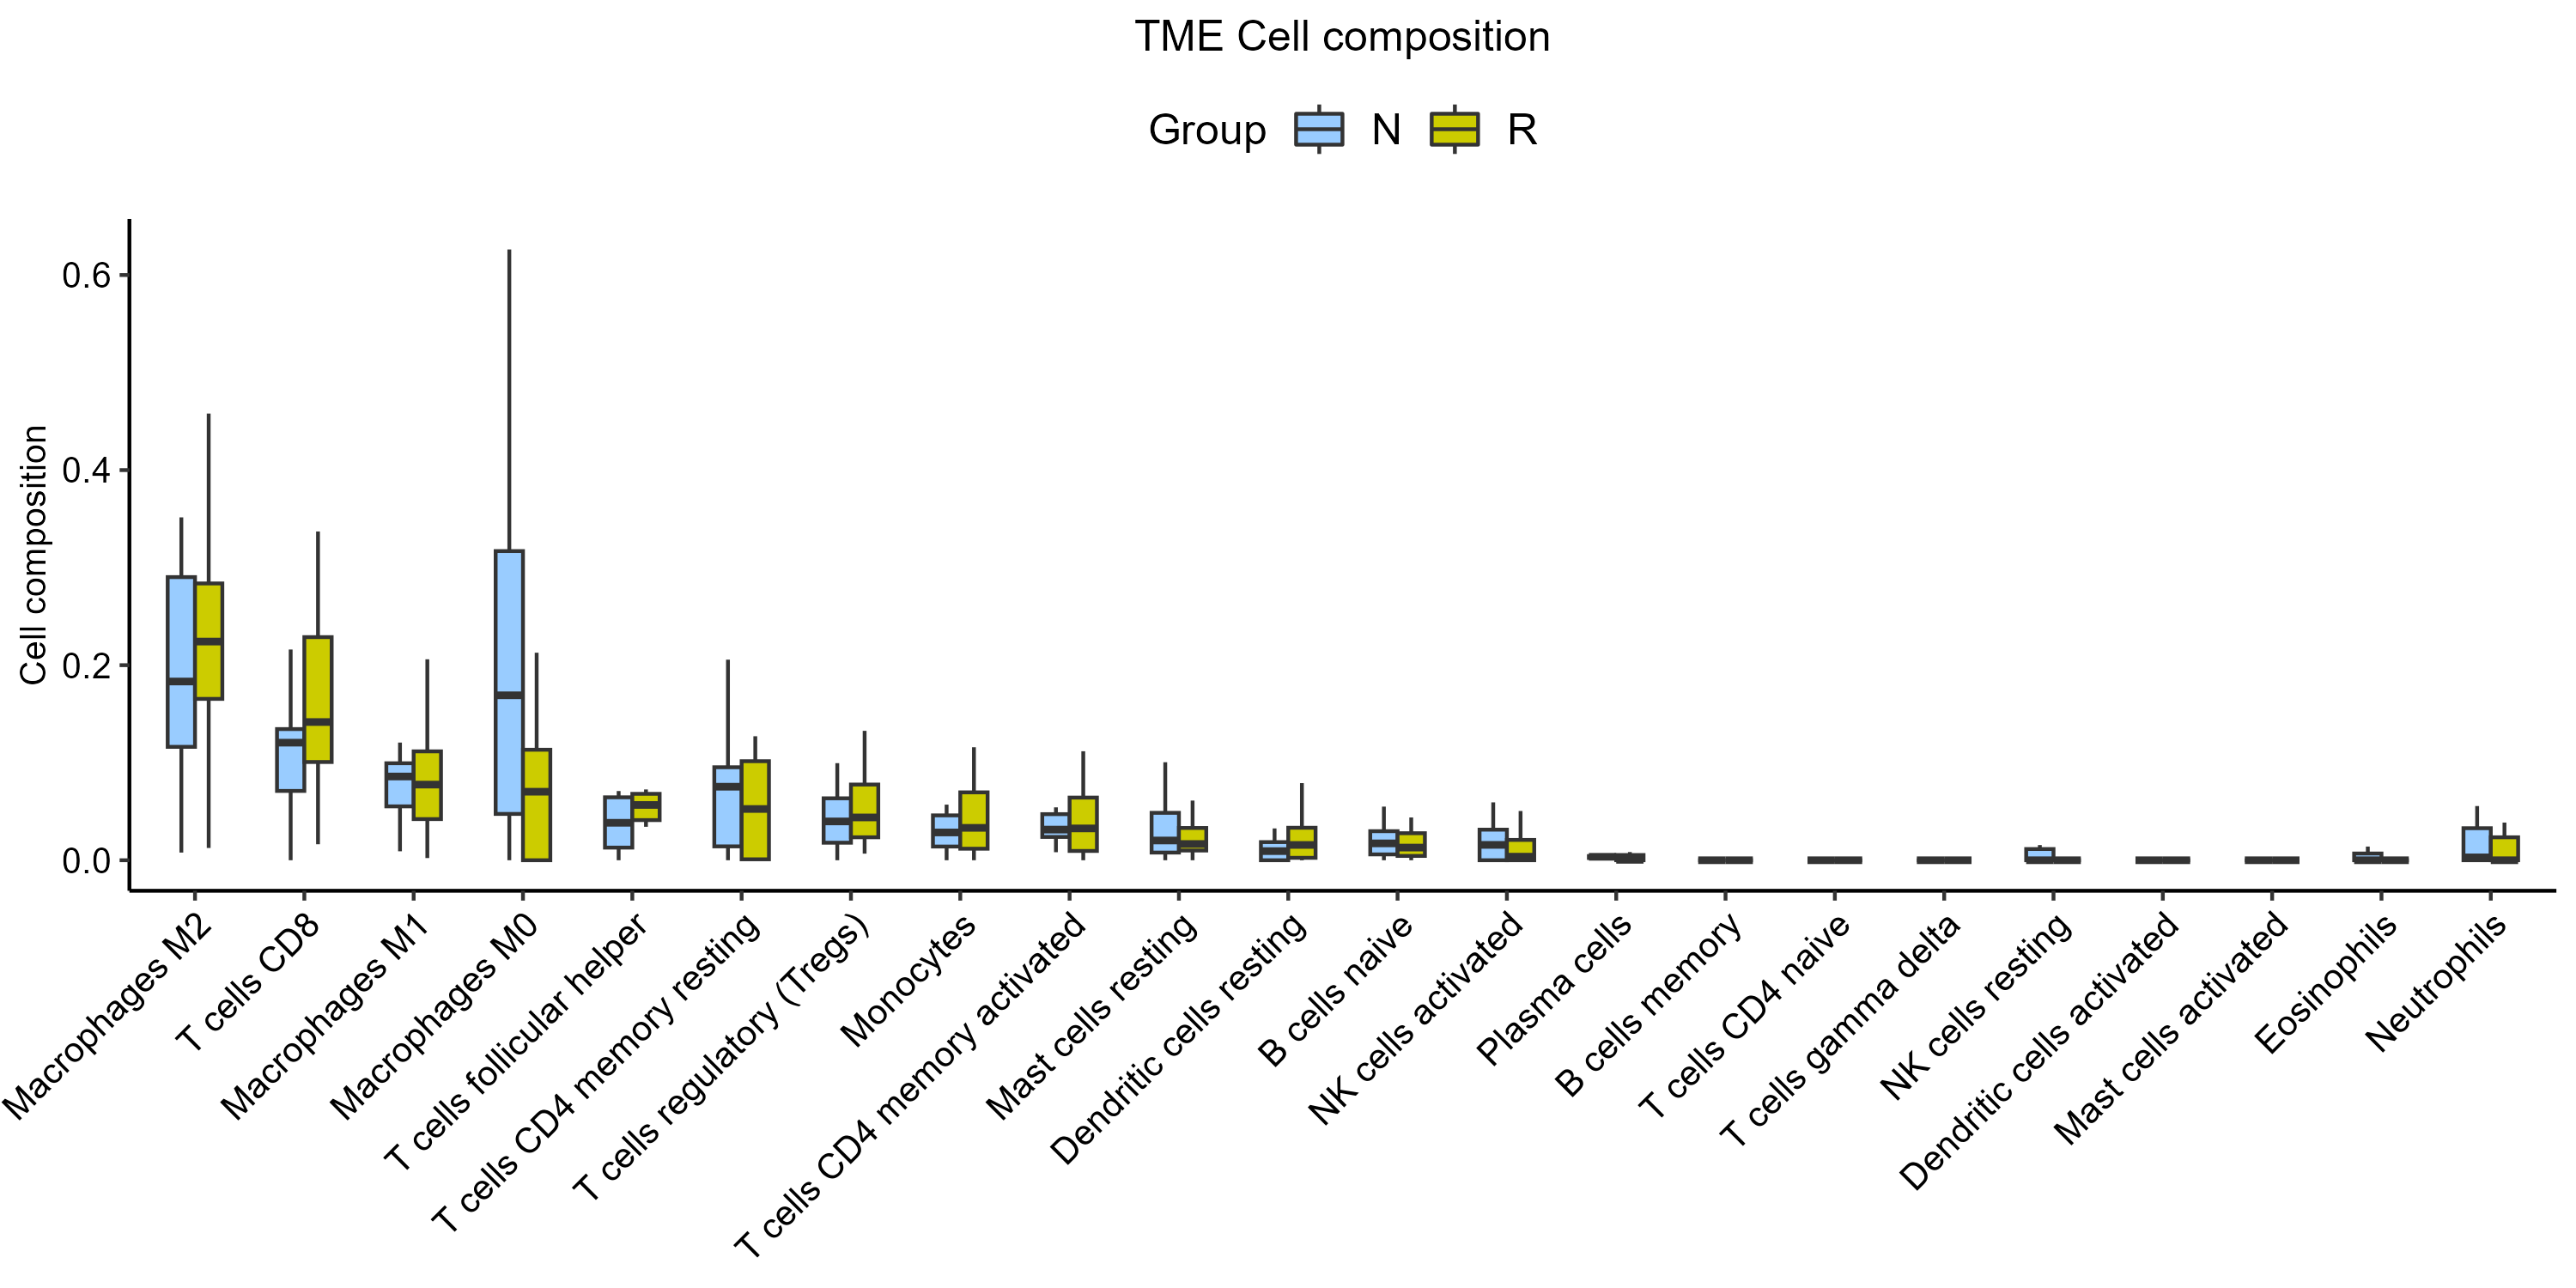 TME Cell composition
Group N R
Cell composition
0.6
0.4
0.2
0.0
Macrophages M2
T cells CD8
Macrophages M1
Macrophages M0
T cells follicular helper
T cells CD4 memory resting
T cells regulatory (Tregs)
Monocytes
T cells CD4 memory activated
Mast cells resting
Dendritic cells resting
B cells naive
NK cells activated
Plasma cells
B cells memory
T cells CD4 naive
T cells gamma delta
NK cells resting
Dendritic cells activated
Mast cells activated
Eosinophils
Neutrophils